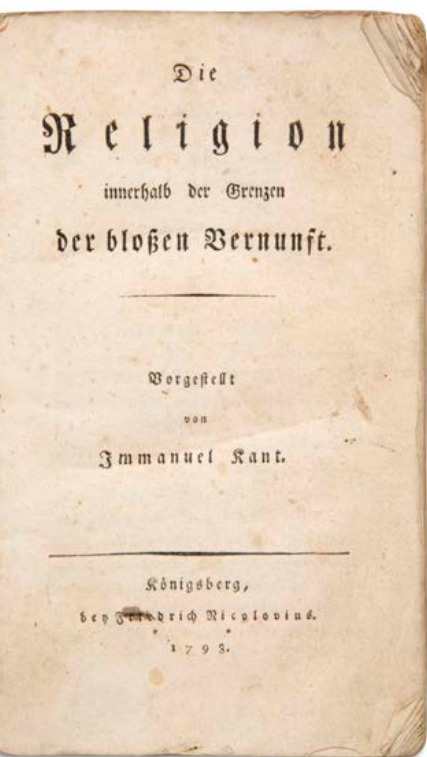 Die
Religion
innerhalb der Grenzen
der bloßen Vernunft.
Vorgestellt
von
Immanuel Kant.
Königsberg,
bey Friedrich Nicolovius.
1793.